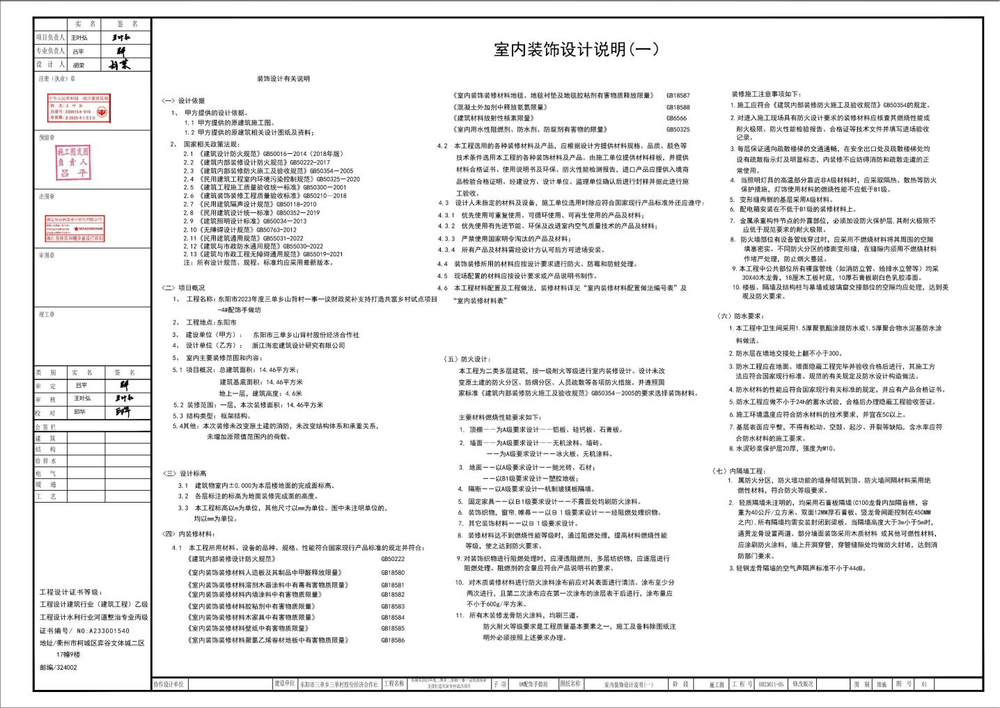 实 名 签 名
项目负责人 王叶弘
专业负责人 吕平
设 计 人 胡荣
注册（执业）章
中华人民共和国一级注册建筑师
姓 名:王 叶 弘
注册号:3300154-010
有效期:至2025年1月2日
预留章
施工图发图
负责人
吕 平
出图章
NO:A233001540
审图章
竣工章
类 别 实 名 签 名
审 定 吕平
审 核 王叶弘
校 对 邱华
会签栏
建 筑
结 构
给排水
电 气
暖 通
工 艺
工程设计证书等级：
工程设计建筑行业（建筑工程）乙级
工程设计水利行业河道整治专业丙级
证书编号/ NO:A233001540
地址/衢州市柯城区弈谷文体城二区
17幢9楼
邮编/324002
室内装饰设计说明(一)
装饰设计有关说明
<一> 设计依据
1、 甲方提供的设计依据。
1.1 甲方提供的原建筑施工图。
1.2 甲方提供的原建筑相关设计图纸及资料；
2、 国家相关政策法规：
2.1 《建筑设计防火规范》GB50016-2014（2018年版）
2.2 《建筑内部装修设计防火规范》GB50222-2017
2.3 《建筑内部装修防火施工及验收规范》GB50354-2005
2.4 《民用建筑工程室内环境污染控制规范》GB50325-2020
2.5 《建筑工程施工质量验收统一标准》GB50300-2001
2.6 《建筑装饰装修工程质量验收标准》GB50210-2018
2.7 《民用建筑隔声设计规范》GB50118-2010
2.8 《民用建筑设计统一标准》GB50352-2019
2.9 《建筑照明设计标准》GB50034-2013
2.10《无障碍设计规范》GB50763-2012
2.11《民用建筑通用规范》GB55031-2022
2.12《建筑与市政防水通用规范》GB55030-2022
2.13《建筑与市政工程无障碍通用规范》GB55019-2021
注：所有设计规范、规程、标准均应采用最新版本。
<二> 项目概况
1、 工程名称：东阳市2023年度三单乡山背村一事一议财政奖补支持打造共富乡村试点项目
-4#配饰手做坊
2、 工程地点:东阳市
3、 建设单位（甲方）： 东阳市三单乡山背村股份经济合作社
4、 设计单位（乙方）： 浙江海宏建筑设计研究有限公司
5、 室内主要装修范围和内容：
5.1 项目概况：总建筑面积：14.46平方米；
建筑基底面积：14.46平方米
地上一层，建筑高度：4.6米
5.2 装修范围：一层，本次装修面积：14.46平方米
5.3 结构类型：框架结构。
5.4其他：本次装修未改变原土建的消防，未改变结构体系和承重关系，
未增加原限值范围内的荷载。
<三> 设计标高
3.1 建筑物室内±0.000为本层楼地面的完成面标高。
3.2 各层标注的标高为地面装修完成面的高度。
3.3 本工程标高以m为单位，其他尺寸以mm为单位。图中未注明单位的，
均以mm为单位。
<四> 内装修材料：
4.1 本工程所用材料、设备的品种、规格、性能符合国家现行产品标准的规定并符合：
《建筑内部装修设计防火规范》 GB50222
《室内装饰装修材料人造板及其制品中甲醛释放限量》 GB18580
《室内装饰装修材料溶剂木器涂料中有毒有害物质限量》 GB18581
《室内装饰装修材料内墙涂料中有害物质限量》 GB18582
《室内装饰装修材料胶粘剂中有害物质限量》 GB18583
《室内装饰装修材料木家具中有害物质限量》 GB18584
《室内装饰装修材料壁纸中有害物质限量》 GB18585
《室内装饰装修材料聚氯乙烯卷材地板中有害物质限量》 GB18586
《室内装饰装修材料地毯、地毯衬垫及地毯胶粘剂有害物质释放限量》 GB18587
《混凝土外加剂中释放氨氮限量》 GB18588
《建筑材料放射性核素限量》 GB6566
《室内用水性阻燃剂、防水剂、防腐剂有害物的限量》 GB50325
4.2 本工程选用的各种装修材料及产品，应根据设计方提供材料规格、品质、颜色等
技术条件选用本工程的各种装饰材料及产品。由施工单位提供材料样板，并提供
材料合格证书、使用说明书及环保、防火性能检测报告，进口产品应提供入境商
品检验合格证明。经建设方、设计单位、监理单位确认后进行封样并据此进行施
工验收。
4.3 设计人未指定的材料及设备，施工单位选用时除应符合国家现行产品标准外还应遵守：
4.3.1 优先使用可重复使用、可循环使用、可再生使用的产品及材料；
4.3.2 优先使用有先进节能、环保及改进室内空气质量技术的产品及材料；
4.3.3 严禁使用国家明令淘汰的产品及材料；
4.3.4 所有产品及材料需经设计方认可后方可进场安装。
4.4 装饰装修所用的材料应按设计要求进行防火、防霉和防蛀处理。
4.5 现场配置的材料应按设计要求或产品说明书制作。
4.6 本工程材料配置及工程做法，装修材料详见“室内装修材料配置做法编号表”及
“室内装修材料表”
（五）防火设计：
本工程为二类多层建筑，按一级耐火等级进行室内装修设计。设计未改
变原土建的防火分区、防烟分区、人员疏散等各项防火措施。并遵照国
家标准《建筑内部装修防火施工及验收规范》GB50354-2005的要求选择装饰材料。
主要材料燃烧性能要求如下：
1. 顶棚--为A级要求设计--铝板、硅钙板、石膏板。
2. 墙面--为A级要求设计--无机涂料、墙砖。
--为A级要求设计--冰火板、无机涂料。
3. 地面--以A级要求设计--抛光砖、石材；
--以B1级要求设计-塑胶地板；
4. 隔断--以A级要求设计--机制玻镁板隔墙。
5. 固定家具--以B1级要求设计--不露面处均刷防火涂料。
6. 装饰织物，窗帘,帷幕--以B1级要求设计--经阻燃处理织物。
7. 其它装饰材料--以B1级要求设计。
8. 装修材料达不到燃烧性能等级时，通过阻燃处理，提高材料燃烧性能
等级，使之达到防火要求。
9. 对装饰织物进行阻燃处理时，应浸透阻燃剂，多层纺织物，应逐层进行
阻燃处理。阻燃剂的含量应符合产品说明书的要求。
10. 对木质装修材料进行防火涂料涂布前应对其表面进行清洁。涂布至少分
两次进行，且第二次涂布应在第一次涂布的涂层表干后进行，涂布量应
不小于600g/平方米。
11. 所有木装修龙骨防火涂料，均刷三道。
防火耐火等级要求是工程质量基本要素之一，施工及备料除图纸注
明外必须按照上述要求办理。
装修施工注意事项如下：
1. 施工应符合《建筑内部装修防火施工及验收规范》GB50354的规定。
2. 对进入施工现场具有防火设计要求的装修材料应核查其燃烧性能或
耐火极限、防火性能检验报告、合格证等技术文件并填写进场验收
记录。
3. 每层保证通向疏散楼梯的交通通畅，在安全出口处及疏散楼梯处均
设有疏散指示灯及明显标志，内装修不应妨碍消防和疏散走道的正
常使用。
4. 当照明灯具的高温部分靠近非A级材料时，应采取隔热、散热等防火
保护措施，灯饰使用材料的燃烧性能不应低于B1级。
5. 变形缝两侧的基层采用A级材料。
6. 配电箱安装在不低于B1级的装修材料上。
7. 金属承重构件节点的外露部位，必须加设防火保护层,其耐火极限不
应低于规范要求的耐火极限。
8. 防火墙部位有设备管线穿过时，应采用不燃材料将其周围的空隙
填塞密实。不同防火分区的楼面变形缝，在缝隙内须用不燃烧材料
作堵严处理，防止烟火蔓延。
9. 本工程中公共部位所有裸露管线（如消防立管、给排水立管等）均采
30X40木龙骨，18厘木工板衬底，10厚石膏板刷白色乳胶漆面。
10. 楼板、隔墙及结构柱与幕墙或玻璃窗交接部位的空隙均应处理，达到美
观及防火要求。
（六）防水要求：
1. 本工程中卫生间采用1.5厚聚氨酯涂膜防水或1.5厚聚合物水泥基防水涂
料做法。
2. 防水层在墙地交接处上翻不小于300。
3. 防水工程应在地面、墙面隐蔽工程完毕并验收合格后进行，其施工方
法应符合国家现行标准、规范的有关规定及防水设计构造做法。
4. 防水材料的性能应符合国家现行有关标准的规定，并应有产品合格证书。
5. 防水工程应做不小于24h的蓄水试验，合格后办理隐蔽工程验收签证。
6. 施工环境温度应符合防水材料的技术要求，并宜在5C以上。
7. 基层表面应平整，不得有松动、空鼓、起沙、开裂等缺陷，含水率应符
合防水材料的施工要求。
8. 水泥砂浆保护层20厚，强度为M10。
（七）内隔墙工程：
1. 属防火分区，防火墙功能的墙身砌筑到顶。防火墙间隔材料采用绝
燃性材料，符合防火等级要求。
2. 轻质隔墙未注明的，均采用石膏板隔墙(C100龙骨内加隔音棉，容
重为40公斤/立方米、双面12MM厚石膏板、竖龙骨间距控制在450MM
之内),所有隔墙均需安装封闭到梁板。当隔墙高度大于3m小于5m时，
通贯龙骨设置两道。部分墙面装饰采用木质材料 或其他可燃性材料，
应涂刷防火涂料，墙上开洞穿管，穿管缝隙处均做防火封堵，达到消
防部门要求。
3. 轻钢龙骨隔墙的空气声隔声标准不小于44dB。
协作设计单位 建设单位 东阳市三单乡三单村股份经济合作社 工程名称 支持打造共富乡村试点项目 子 项 4#配饰手做坊 图纸名称 室内装饰设计说明(一) 阶 段 施工图 工 程 号 HH23011-05 修改版次 图 别 饰施 图 号 01